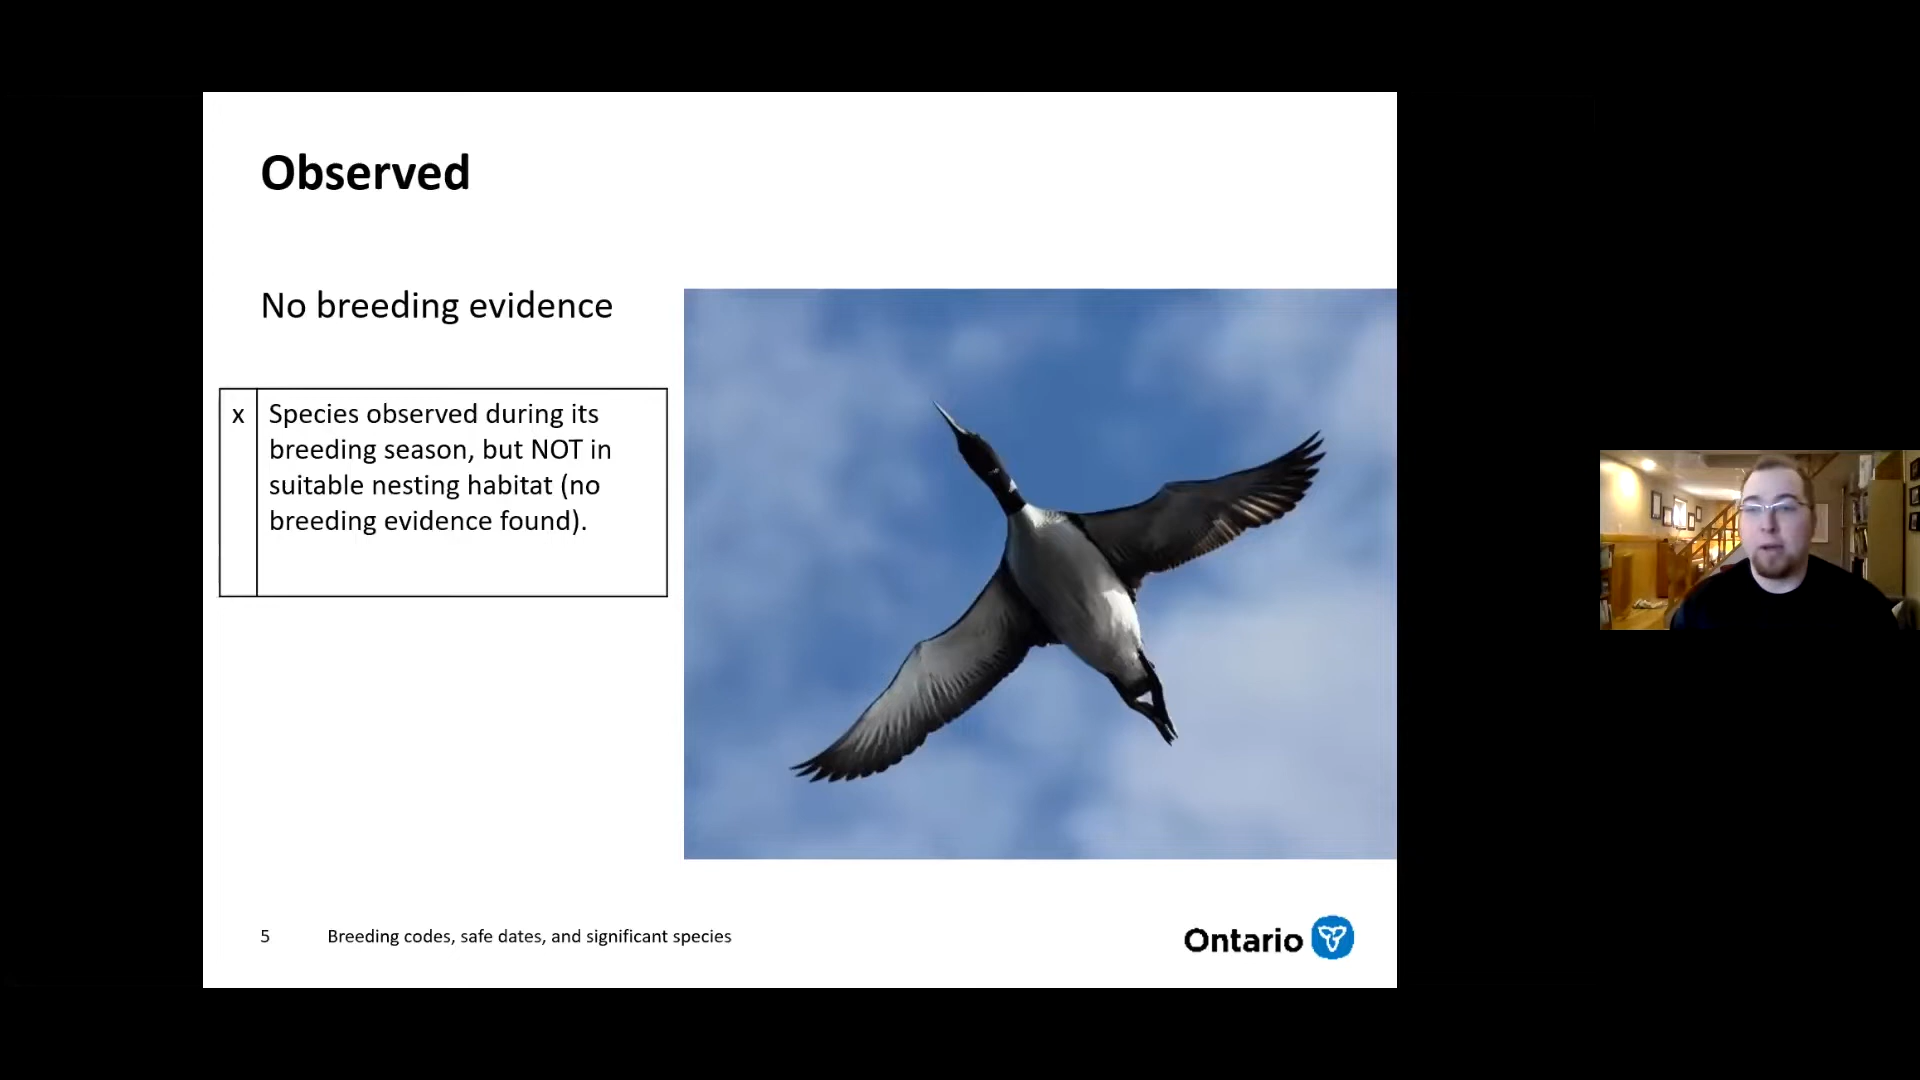 Observed
No breeding evidence
x
Species observed during its
breeding season, but NOT in
suitable nesting habitat (no
breeding evidence found).
5
Breeding codes, safe dates, and significant species
Ontario